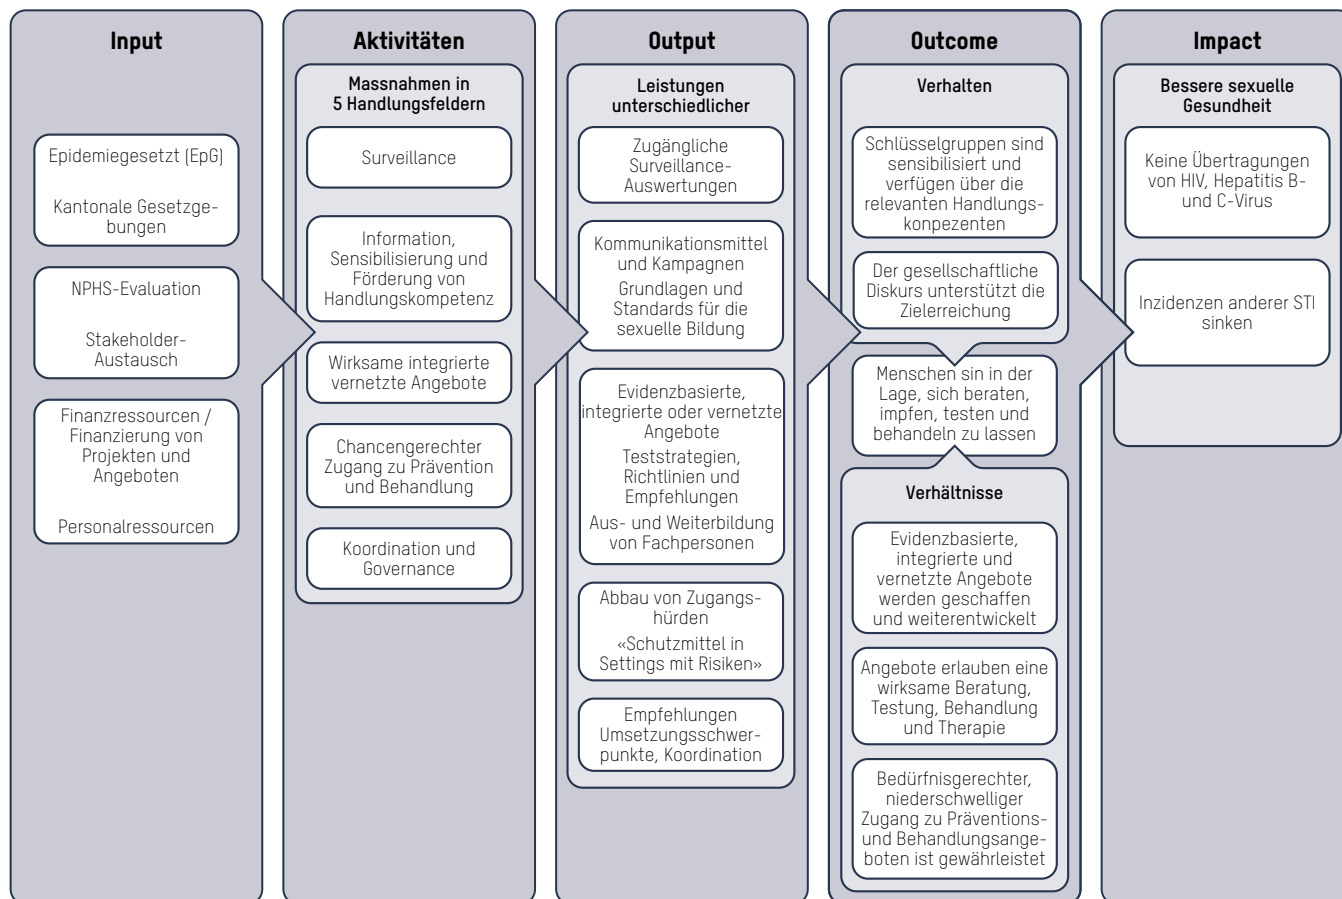 Input
Epidemiegesetzt (EpG)
Kantonale Gesetzge-
bungen
NPHS-Evaluation
Stakeholder-
Austausch
Finanzressourcen /
Finanzierung von
Projekten und
Angeboten
Personalressourcen
Aktivitäten
Massnahmen in
5 Handlungsfeldern
Surveillance
Information,
Sensibilisierung und
Förderung von
Handlungskompetenz
Wirksame integrierte
vernetzte Angebote
Chancengerechter
Zugang zu Prävention
und Behandlung
Koordination und
Governance
Output
Leistungen
unterschiedlicher
Zugängliche
Surveillance-
Auswertungen
Kommunikationsmittel
und Kampagnen
Grundlagen und
Standards für die
sexuelle Bildung
Evidenzbasierte,
integrierte oder vernetzte
Angebote
Teststrategien,
Richtlinien und
Empfehlungen
Aus- und Weiterbildung
von Fachpersonen
Abbau von Zugangs-
hürden
«Schutzmittel in
Settings mit Risiken»
Empfehlungen
Umsetzungsschwer-
punkte, Koordination
Outcome
Verhalten
Schlüsselgruppen sind
sensibilisiert und
verfügen über die
relevanten Handlungs-
konpezenten
Der gesellschaftliche
Diskurs unterstützt die
Zielerreichung
Menschen sin in der
Lage, sich beraten,
impfen, testen und
behandeln zu lassen
Verhältnisse
Evidenzbasierte,
integrierte und
vernetzte Angebote
werden geschaffen
und weiterentwickelt
Angebote erlauben eine
wirksame Beratung,
Testung, Behandlung
und Therapie
Bedürfnisgerechter,
niederschwelliger
Zugang zu Präventions-
und Behandlungsange-
boten ist gewährleistet
Impact
Bessere sexuelle
Gesundheit
Keine Übertragungen
von HIV, Hepatitis B-
und C-Virus
Inzidenzen anderer STI
sinken